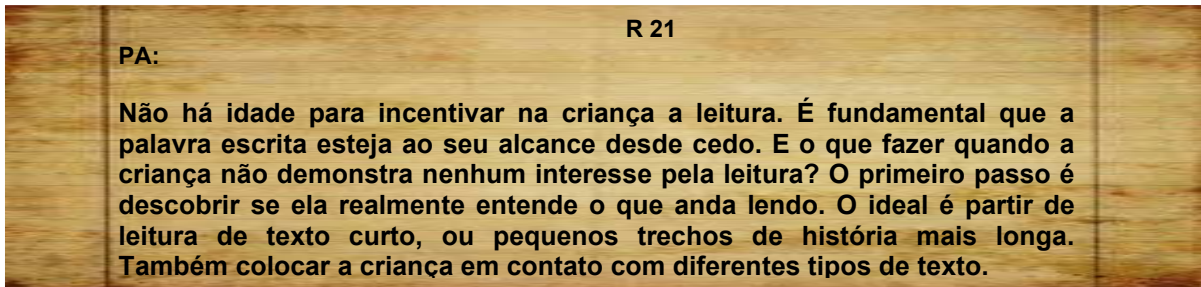 R 21
PA:
Não há idade para incentivar na criança a leitura. É fundamental que a
palavra escrita esteja ao seu alcance desde cedo. E o que fazer quando a
criança não demonstra nenhum interesse pela leitura? O primeiro passo é
descobrir se ela realmente entende o que anda lendo. O ideal é partir de
leitura de texto curto, ou pequenos trechos de história mais longa.
Também colocar a criança em contato com diferentes tipos de texto.